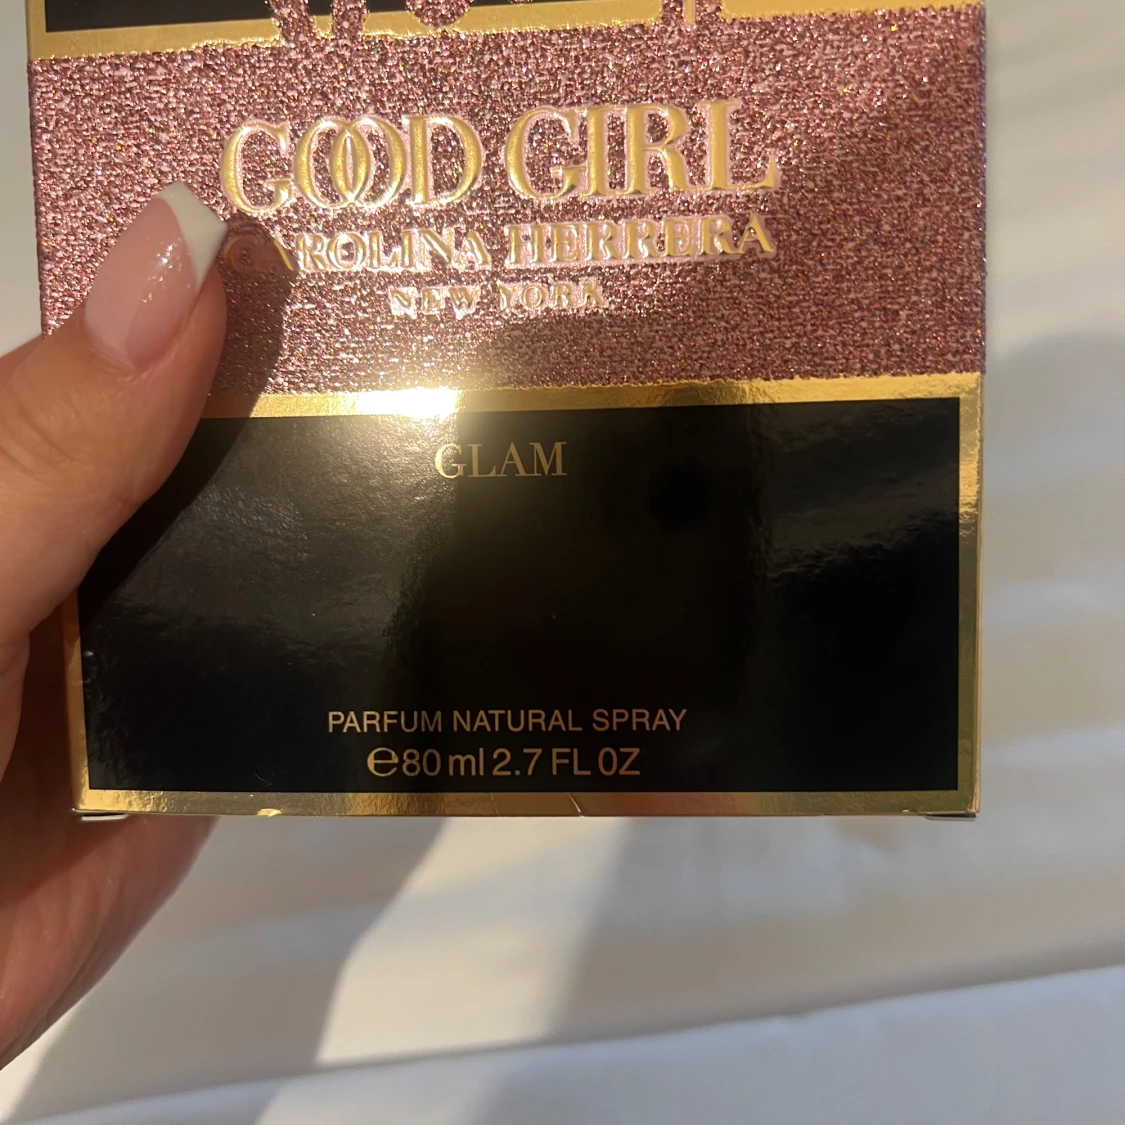 GOOD GIRL
CAROLINA HERRERA
NEW YORK
GLAM
PARFUM NATURAL SPRAY
℮80 ml 2.7 FL OZ